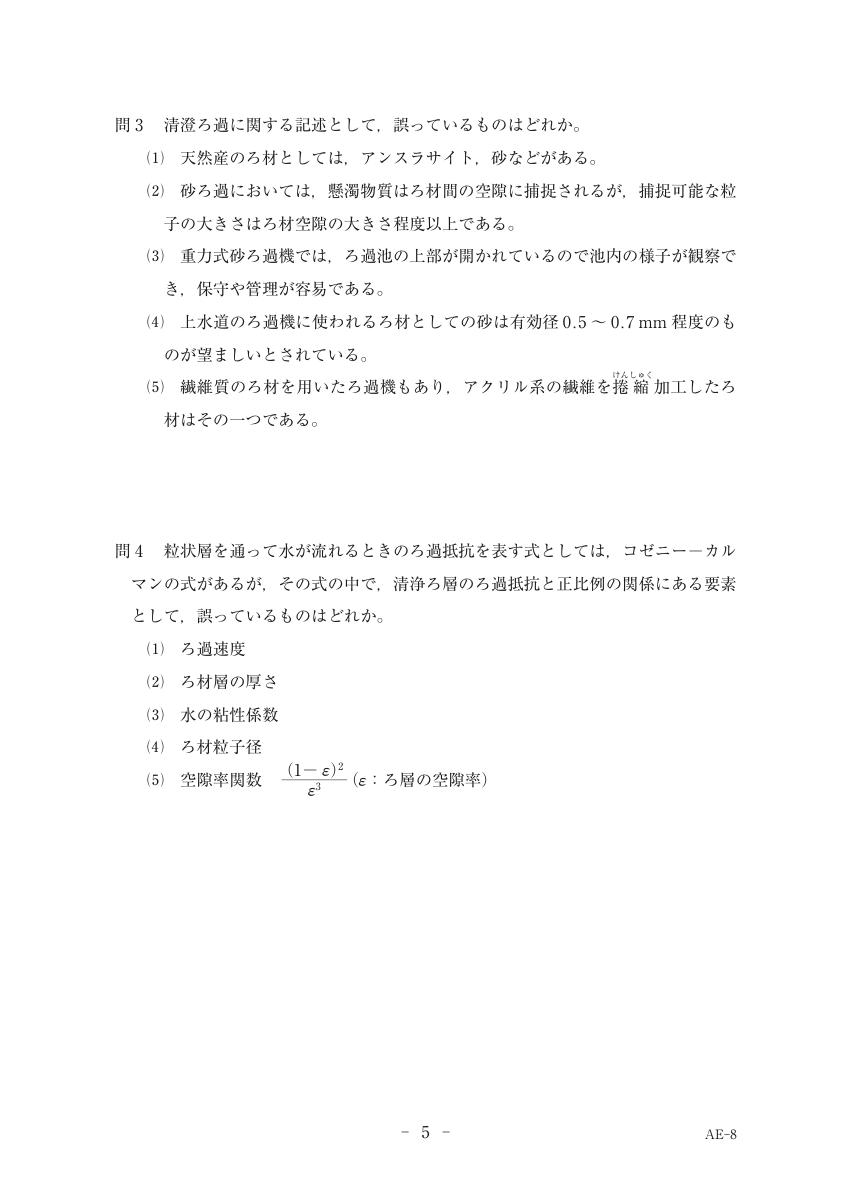 問3　清澄ろ過に関する記述として，誤っているものはどれか。
⑴　天然産のろ材としては，アンスラサイト，砂などがある。
⑵　砂ろ過においては，懸濁物質はろ材間の空隙に捕捉されるが，捕捉可能な粒
子の大きさはろ材空隙の大きさ程度以上である。
⑶　重力式砂ろ過機では，ろ過池の上部が開かれているので池内の様子が観察で
き，保守や管理が容易である。
⑷　上水道のろ過機に使われるろ材としての砂は有効径 0.5 ～ 0.7 mm 程度のも
のが望ましいとされている。
けんしゅく
⑸　繊維質のろ材を用いたろ過機もあり，アクリル系の繊維を捲縮加工したろ
材はその一つである。
問4　粒状層を通って水が流れるときのろ過抵抗を表す式としては，コゼニー－カル
マンの式があるが，その式の中で，清浄ろ層のろ過抵抗と正比例の関係にある要素
として，誤っているものはどれか。
⑴　ろ過速度
⑵　ろ材層の厚さ
⑶　水の粘性係数
⑷　ろ材粒子径
⑸　空隙率関数　(1－ε)²/ε³（ε：ろ層の空隙率）
- 5 -
AE-8